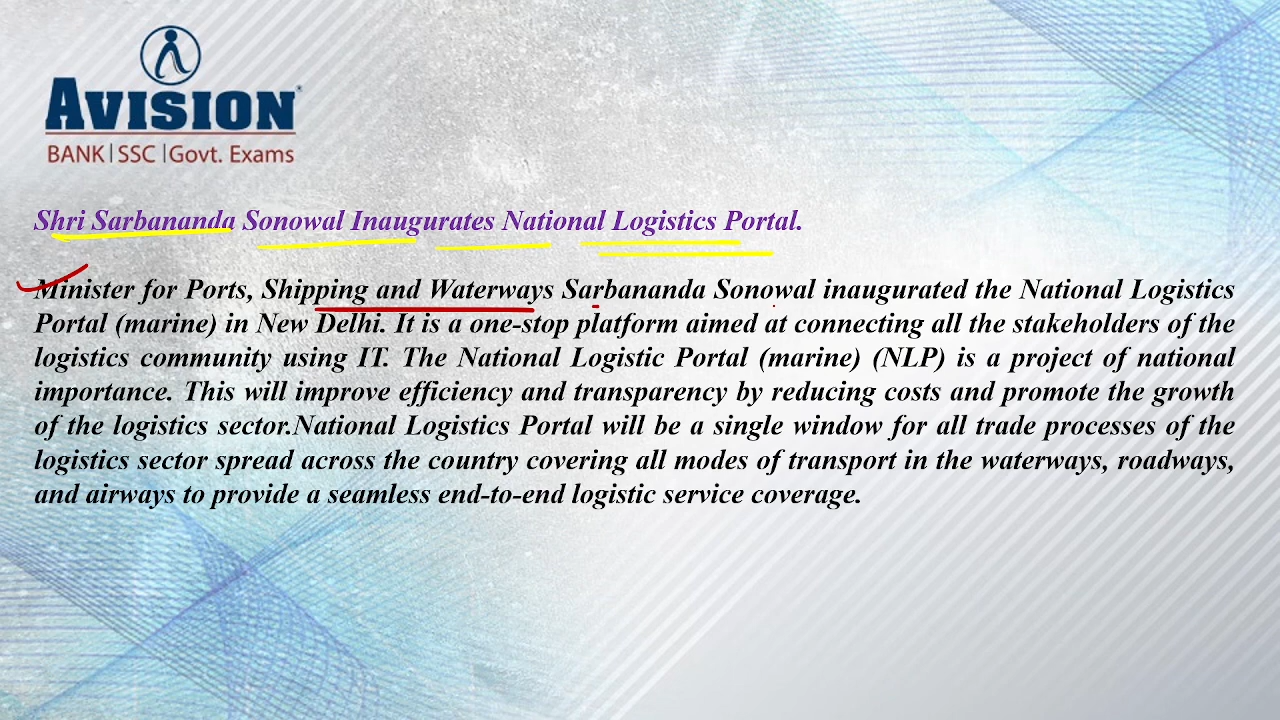 AVISION
BANK | SSC | Govt. Exams
Shri Sarbananda Sonowal Inaugurates National Logistics Portal.
Minister for Ports, Shipping and Waterways Sarbananda Sonowal inaugurated the National Logistics
Portal (marine) in New Delhi. It is a one-stop platform aimed at connecting all the stakeholders of the
logistics community using IT. The National Logistic Portal (marine) (NLP) is a project of national
importance. This will improve efficiency and transparency by reducing costs and promote the growth
of the logistics sector.National Logistics Portal will be a single window for all trade processes of the
logistics sector spread across the country covering all modes of transport in the waterways, roadways,
and airways to provide a seamless end-to-end logistic service coverage.